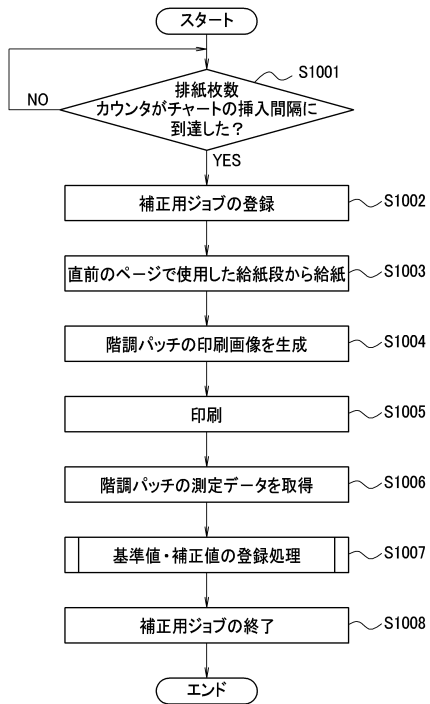 スタート
S1001
排紙枚数
カウンタがチャートの挿入間隔に
到達した？
NO
YES
補正用ジョブの登録
S1002
直前のページで使用した給紙段から給紙
S1003
階調パッチの印刷画像を生成
S1004
印刷
S1005
階調パッチの測定データを取得
S1006
基準値・補正値の登録処理
S1007
補正用ジョブの終了
S1008
エンド